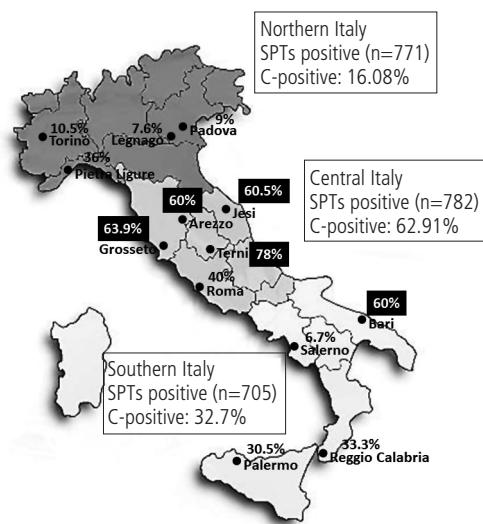 Northern Italy
SPTs positive (n=771)
C-positive: 16.08%
9%
10.5%
7.6%
Padova
Torino
Legnago
36%
Pietra Ligure
Central Italy
SPTs positive (n=782)
C-positive: 62.91%
60.5%
60%
Jesi
Arezzo
63.9%
Grosseto
Terni
78%
40%
Roma
60%
Bari
6.7%
Salerno
Southern Italy
SPTs positive (n=705)
C-positive: 32.7%
33.3%
30.5%
Reggio Calabria
Palermo